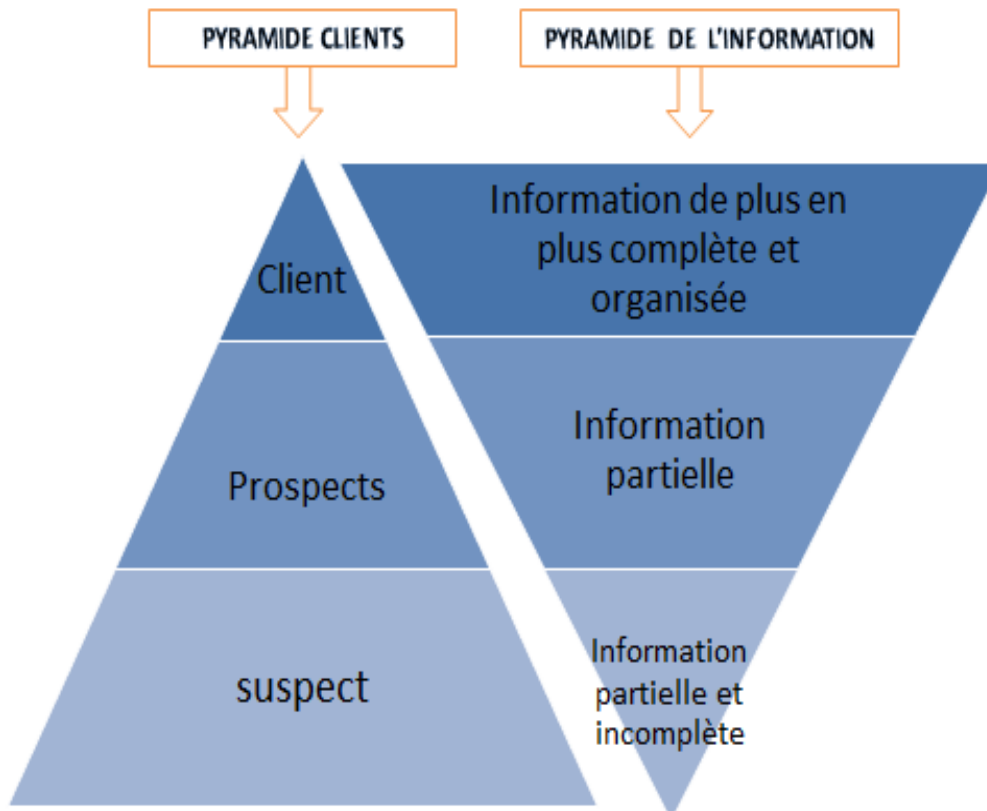 PYRAMIDE CLIENTS
PYRAMIDE DE L'INFORMATION
Client
Information de plus en
plus complète et
organisée
Prospects
Information
partielle
suspect
Information
partielle et
incomplète